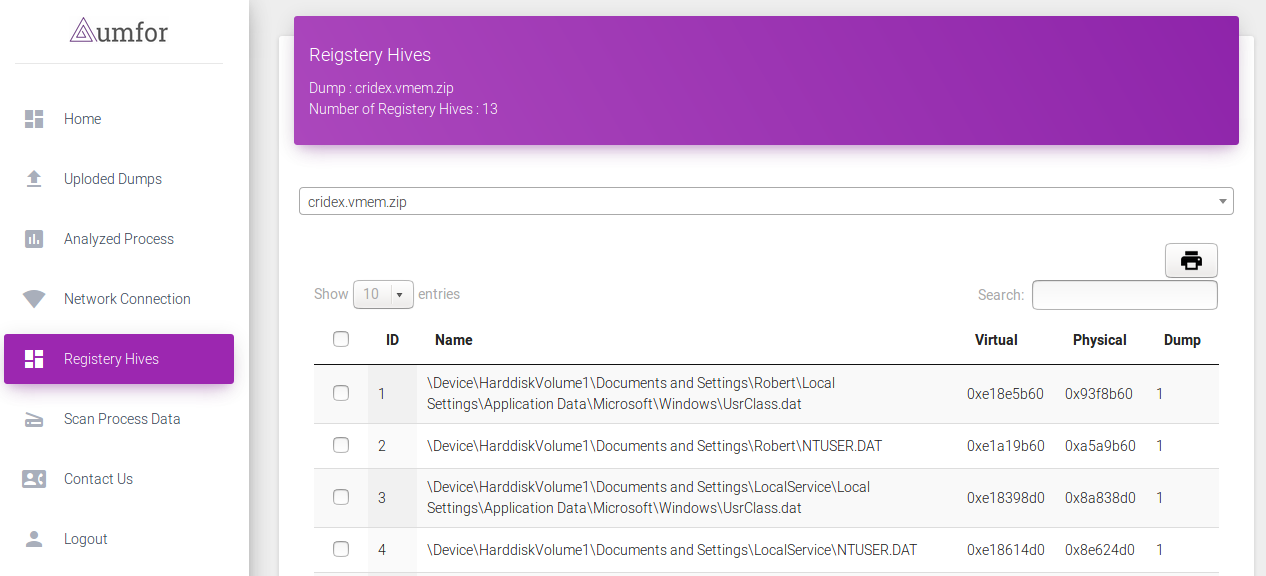 Aumfor
Home
Uploded Dumps
Analyzed Process
Network Connection
Registery Hives
Scan Process Data
Contact Us
Logout
Reigstery Hives
Dump : cridex.vmem.zip
Number of Registery Hives : 13
cridex.vmem.zip
Show 10 entries
Search:
ID Name Virtual Physical Dump
1 \Device\HarddiskVolume1\Documents and Settings\Robert\Local 0xe18e5b60 0x93f8b60 1
Settings\Application Data\Microsoft\Windows\UsrClass.dat
2 \Device\HarddiskVolume1\Documents and Settings\Robert\NTUSER.DAT 0xe1a19b60 0xa5a9b60 1
3 \Device\HarddiskVolume1\Documents and Settings\LocalService\Local 0xe18398d0 0x8a838d0 1
Settings\Application Data\Microsoft\Windows\UsrClass.dat
4 \Device\HarddiskVolume1\Documents and Settings\LocalService\NTUSER.DAT 0xe18614d0 0x8e624d0 1